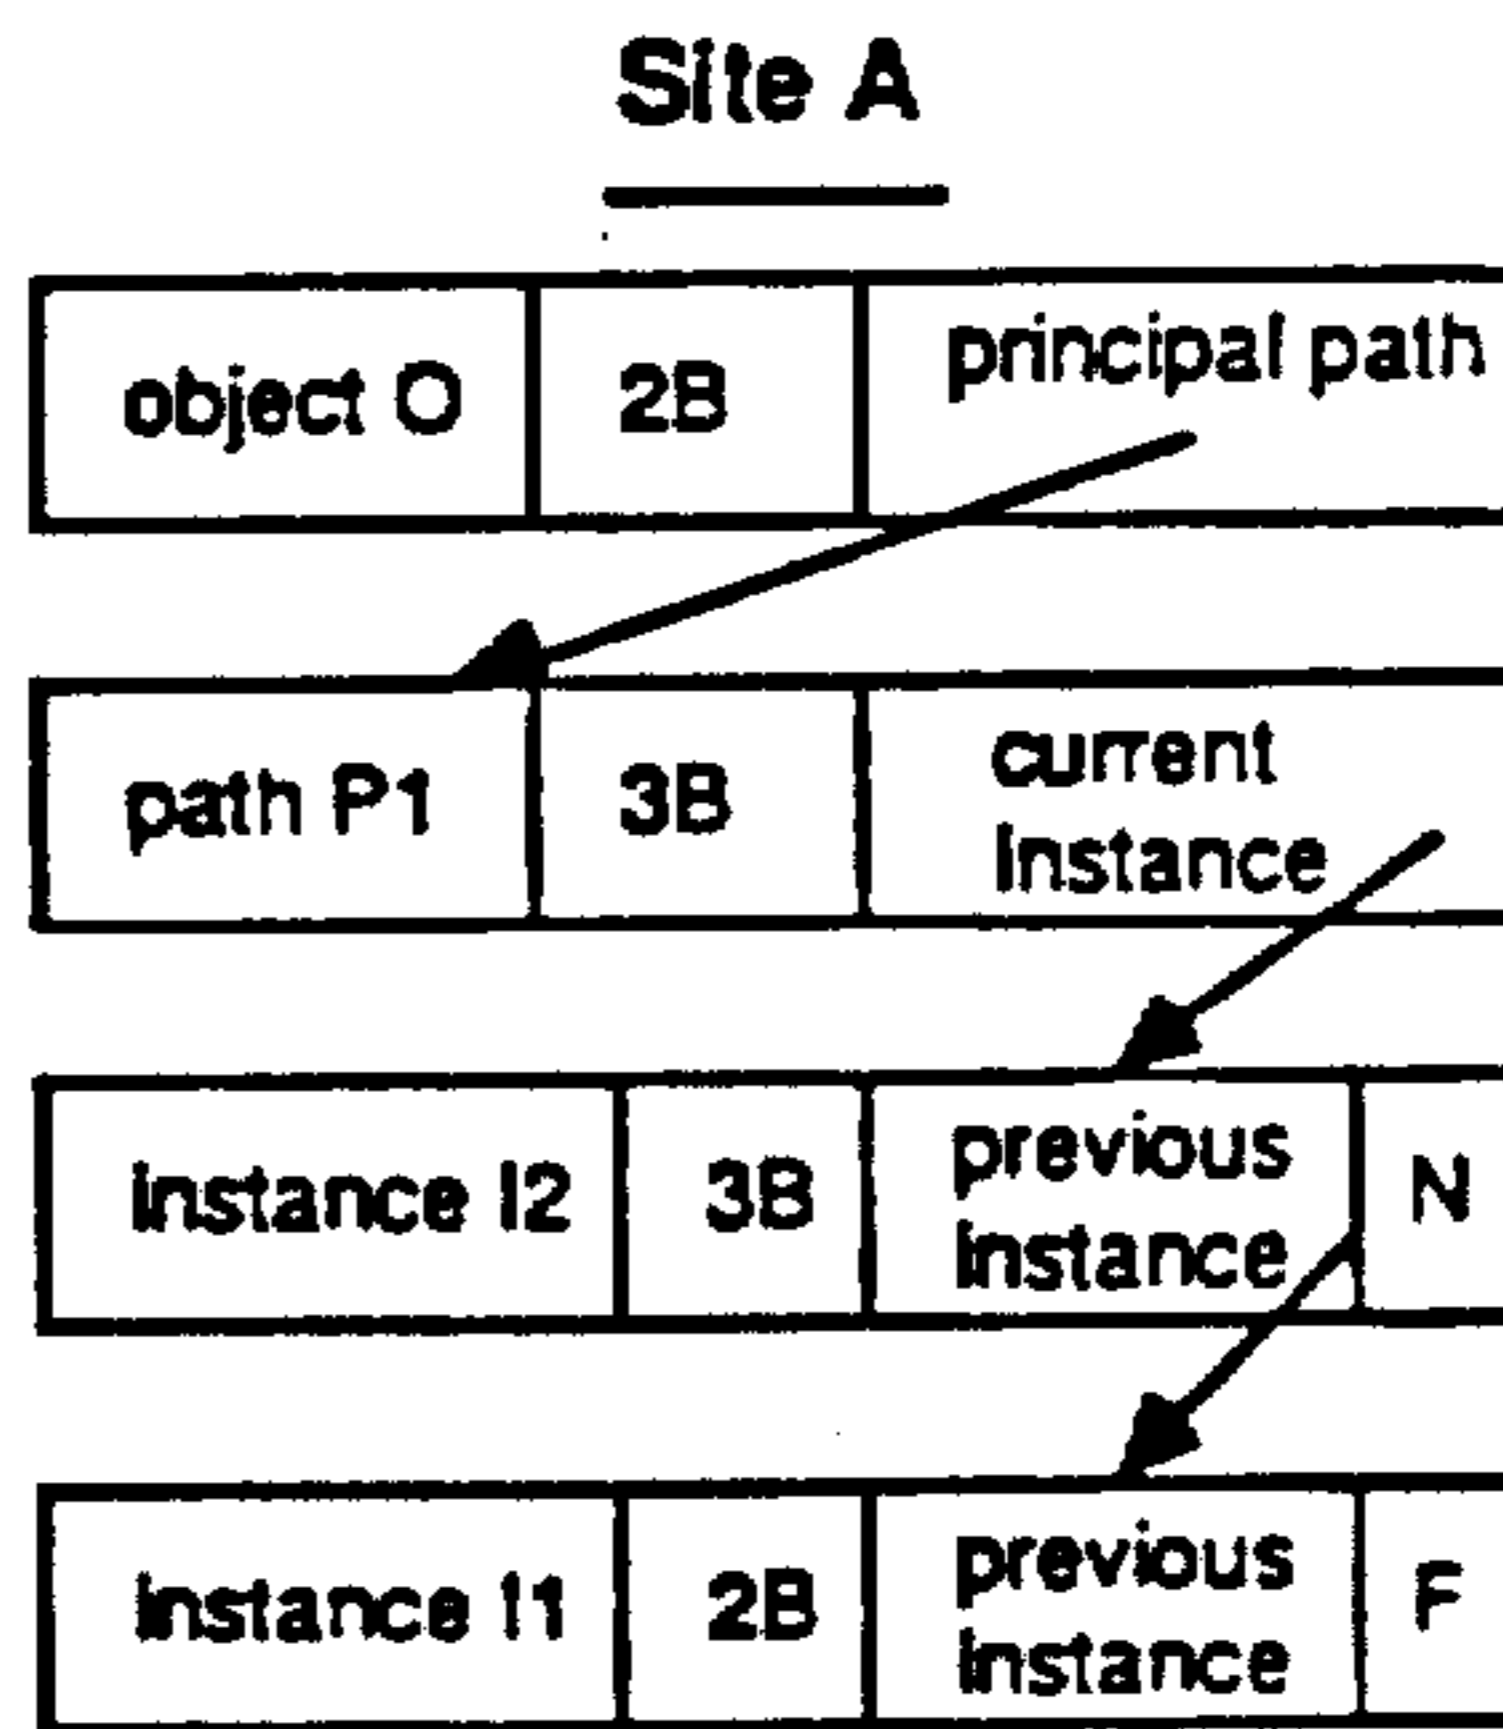 Site A
object O 2B principal path
path P1 3B current
instance
instance I2 3B previous
instance N
instance I1 2B previous
instance F